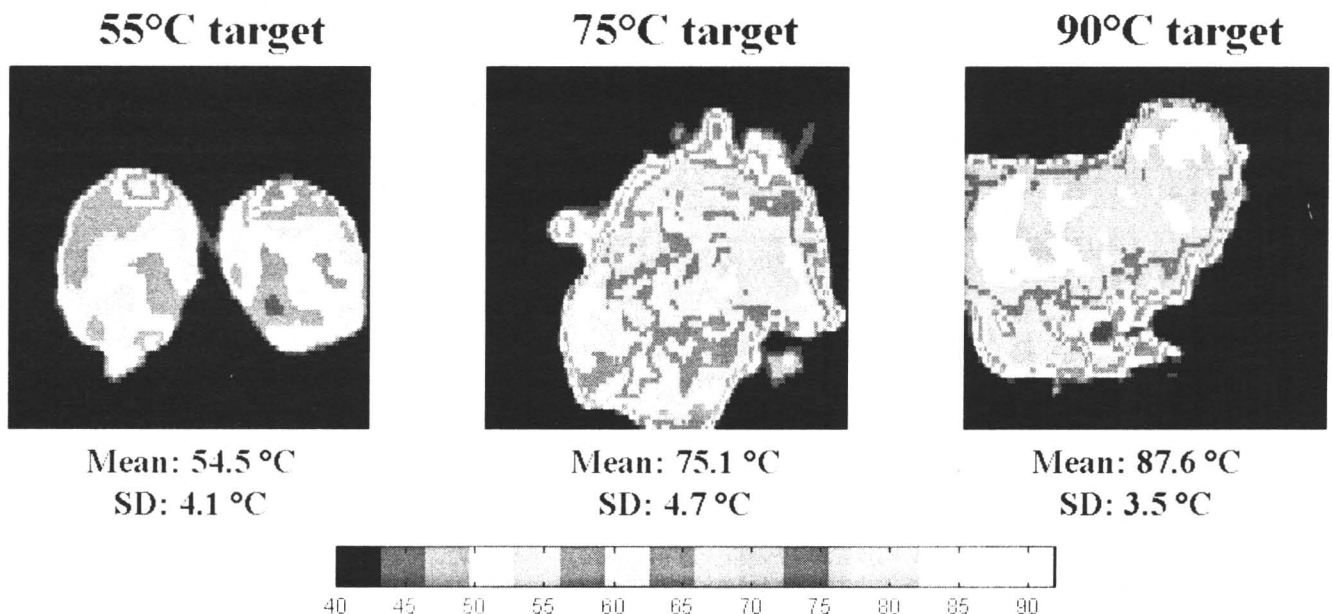 55°C target 75°C target 90°C target
Mean: 54.5 °C Mean: 75.1 °C Mean: 87.6 °C
SD: 4.1 °C SD: 4.7 °C SD: 3.5 °C
40 45 50 55 60 65 70 75 80 85 90